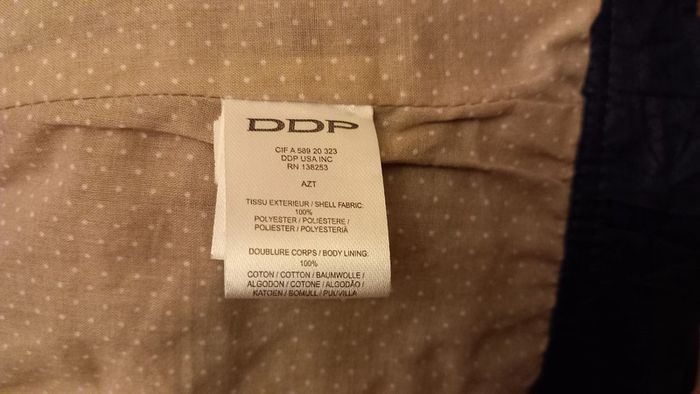 DDP
CIF A 589 20 323
DDP USA INC
RN 138253
AZT
TISSU EXTERIEUR / SHELL FABRIC:
100%
POLYESTER / POLIESTERE /
POLIESTER / POLYESTERIA
DOUBLURE CORPS / BODY LINING:
100%
COTON / COTTON / BAUMWOLLE /
ALGODON / COTONE / ALGODÃO /
KATOEN / BOMULL / PUUVILLA